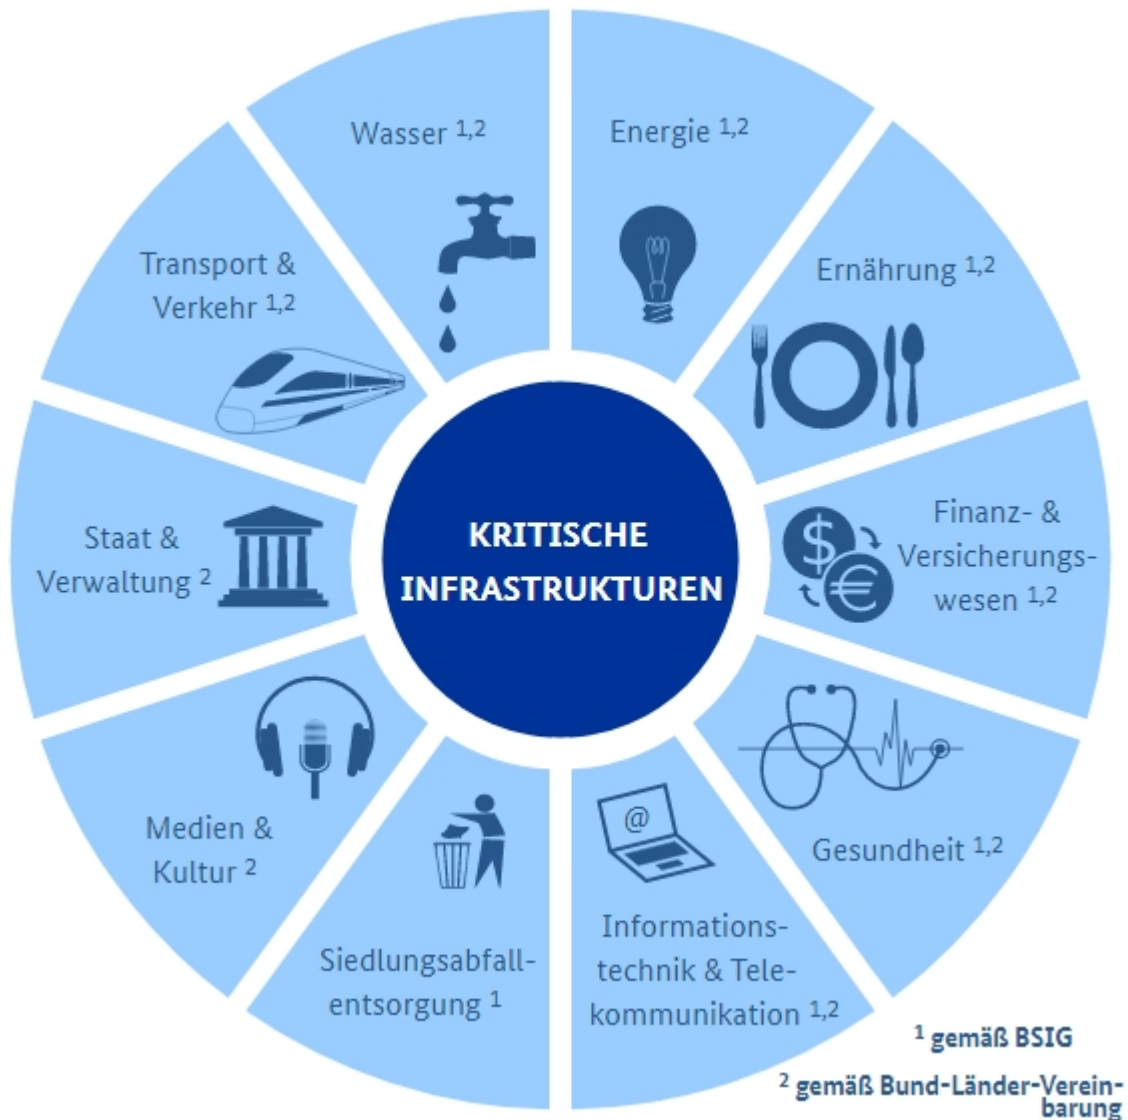 Wasser 1,2
Energie 1,2
Ernährung 1,2
Finanz- &
Versicherungs-
wesen 1,2
Gesundheit 1,2
Informations-
technik & Tele-
kommunikation 1,2
Siedlungsabfall-
entsorgung 1
Medien &
Kultur 2
Staat &
Verwaltung 2
Transport &
Verkehr 1,2
KRITISCHE
INFRASTRUKTUREN
$
€
@
1 gemäß BSIG
2 gemäß Bund-Länder-Verein-
barung